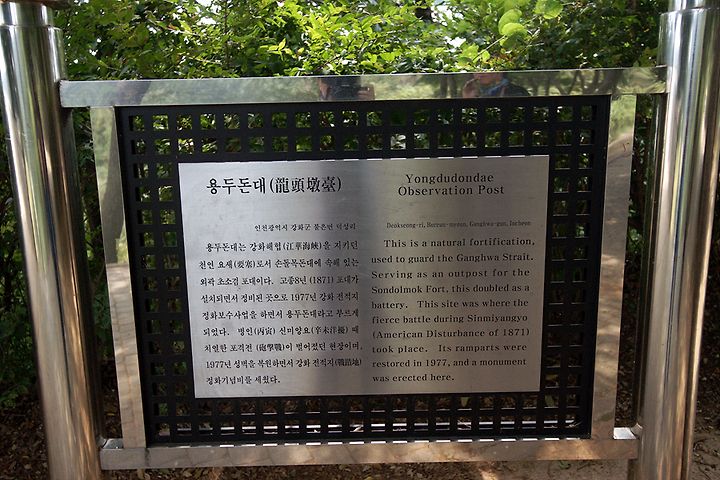 용두돈대(龍頭墩臺)
인천광역시 강화군 불은면 덕성리
용두돈대는 강화해협(江華海峽)을 지키던
천연 요새(要塞)로서 손돌목돈대에 속해 있는
외곽 초소겸 포대이다. 고종8년 (1871) 포대가
설치되면서 정비된 곳으로 1977년 강화 전적지
정화보수사업을 하면서 용두돈대라고 부르게
되었다. 병인(丙寅) 신미양요(辛未洋擾) 때
치열한 포격전 (砲擊戰)이 벌어졌던 현장이며,
1977년 성벽을 복원하면서 강화 전적지(戰蹟地)
정화기념비를 세웠다.
Yongdudondae
Observation Post
Deokseong-ri, Bureun-myeon, Ganghwa-gun, Incheon
This is a natural fortification,
used to guard the Ganghwa Strait.
Serving as an outpost for the
Sondolmok Fort, this doubled as a
battery. This site was where the
fierce battle during Sinmiyangyo
(American Disturbance of 1871)
took place. Its ramparts were
restored in 1977, and a monument
was erected here.